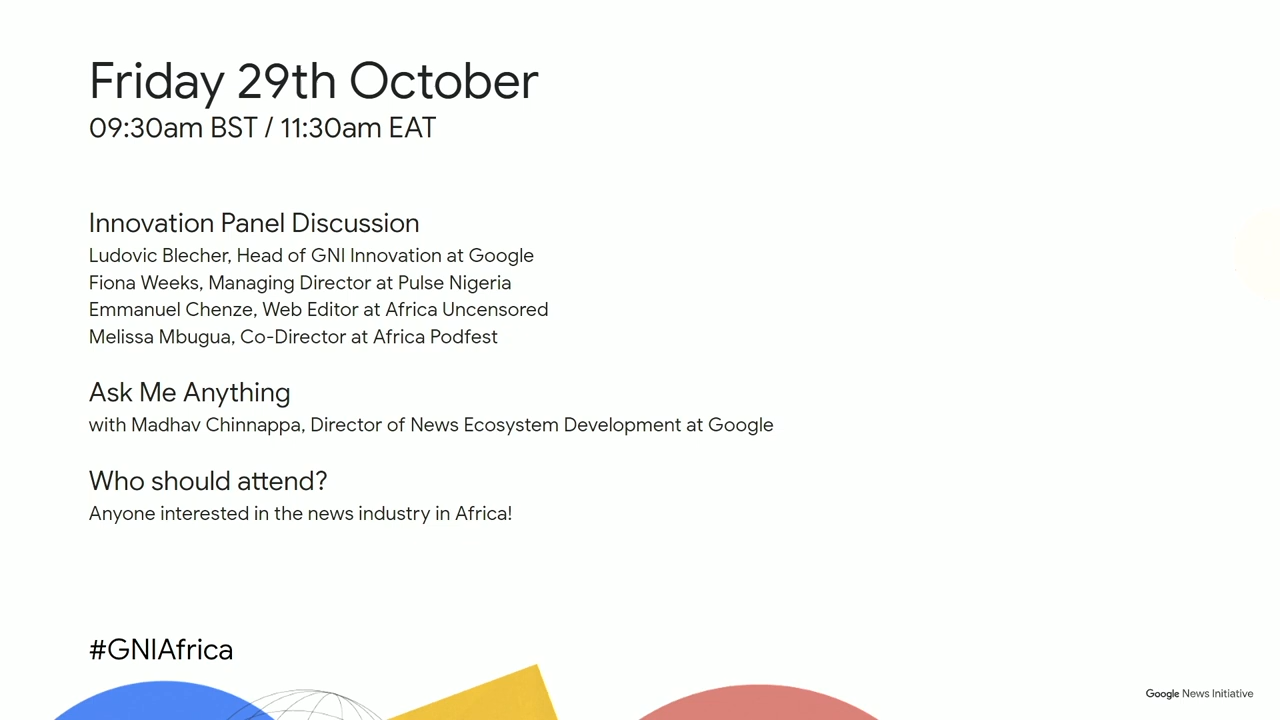 Friday 29th October
09:30am BST / 11:30am EAT
Innovation Panel Discussion
Ludovic Blecher, Head of GNI Innovation at Google
Fiona Weeks, Managing Director at Pulse Nigeria
Emmanuel Chenze, Web Editor at Africa Uncensored
Melissa Mbugua, Co-Director at Africa Podfest
Ask Me Anything
with Madhav Chinnappa, Director of News Ecosystem Development at Google
Who should attend?
Anyone interested in the news industry in Africa!
#GNIAfrica
Google News Initiative